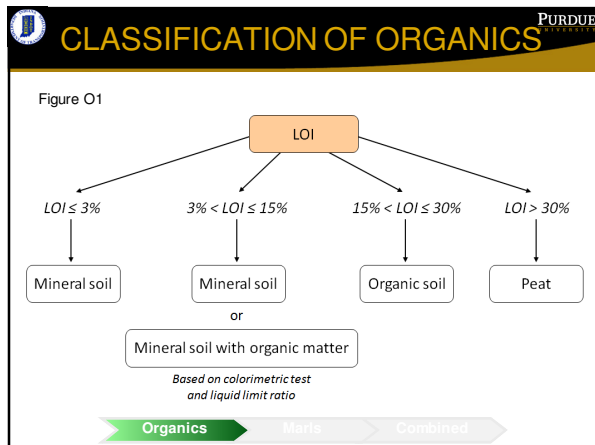 CLASSIFICATION OF ORGANICS
PURDUE
UNIVERSITY
Figure O1
LOI
LOI ≤ 3%
3% < LOI ≤ 15%
15% < LOI ≤ 30%
LOI > 30%
Mineral soil
Mineral soil
Organic soil
Peat
or
Mineral soil with organic matter
Based on colorimetric test
and liquid limit ratio
Organics
Marls
Combined